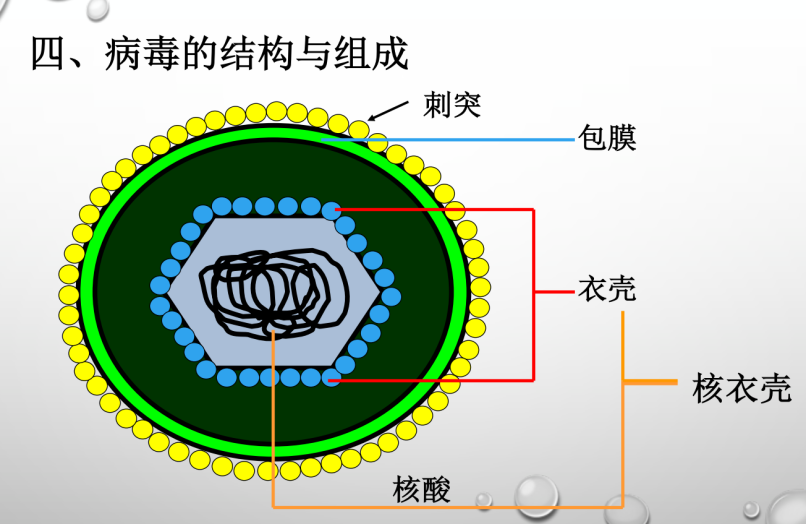 四、病毒的结构与组成
刺突
包膜
衣壳
核衣壳
核酸